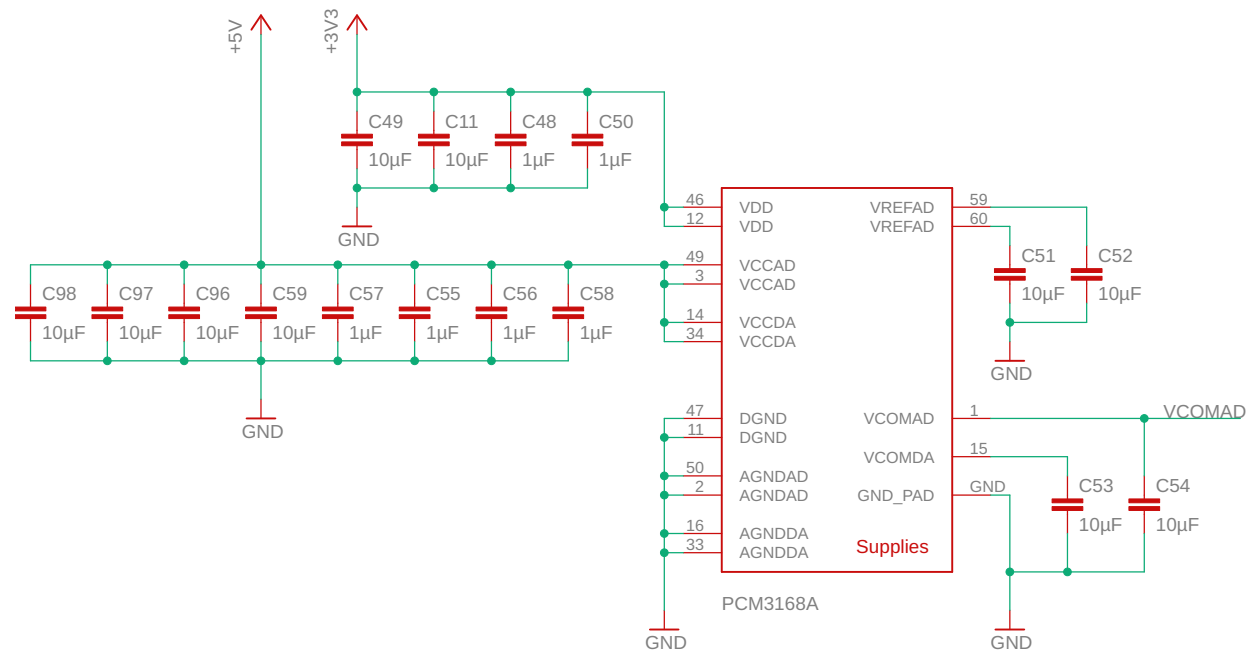 +5V
+3V3
C49 C11 C48 C50
10µF 10µF 1µF 1µF
GND
C98 C97 C96 C59 C57 C55 C56 C58
10µF 10µF 10µF 10µF 1µF 1µF 1µF 1µF
GND
46 VDD
12 VDD
49 VCCAD
3 VCCAD
14 VCCDA
34 VCCDA
47 DGND
11 DGND
50 AGNDAD
2 AGNDAD
16 AGNDDA
33 AGNDDA
GND
VREFAD 59
VREFAD 60
VCOMAD 1
VCOMDA 15
GND_PAD GND
Supplies
PCM3168A
C51 C52
10µF 10µF
GND
VCOMAD
C53 C54
10µF 10µF
GND